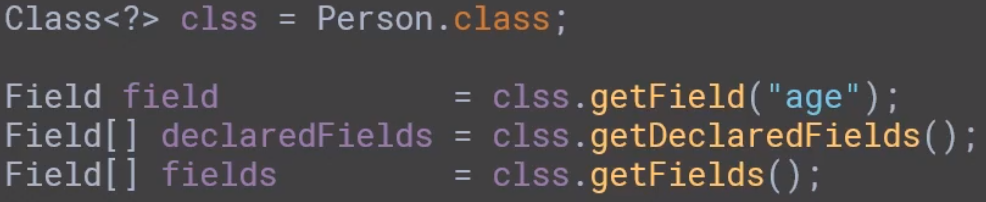 Class<?> clss = Person.class;
Field field = clss.getField("age");
Field[] declaredFields = clss.getDeclaredFields();
Field[] fields = clss.getFields();